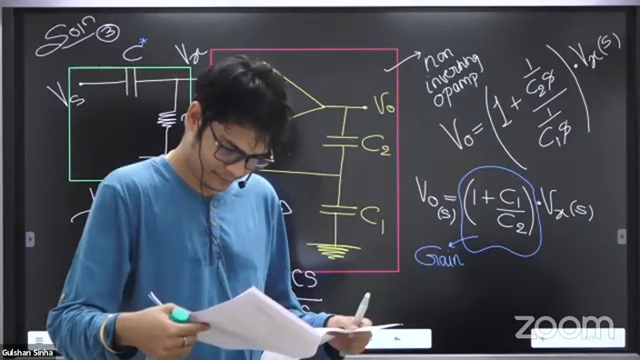 Soln ③
C*
Vx
Vs
Vo
C2
C1
non
inverting
opamp
Vo = (1 + 1/C2s / 1/C1s) · Vx(s)
Vo(s) = (1 + C1/C2) · Vx(s)
Gain
CS
Gulshan Sinha
zoom